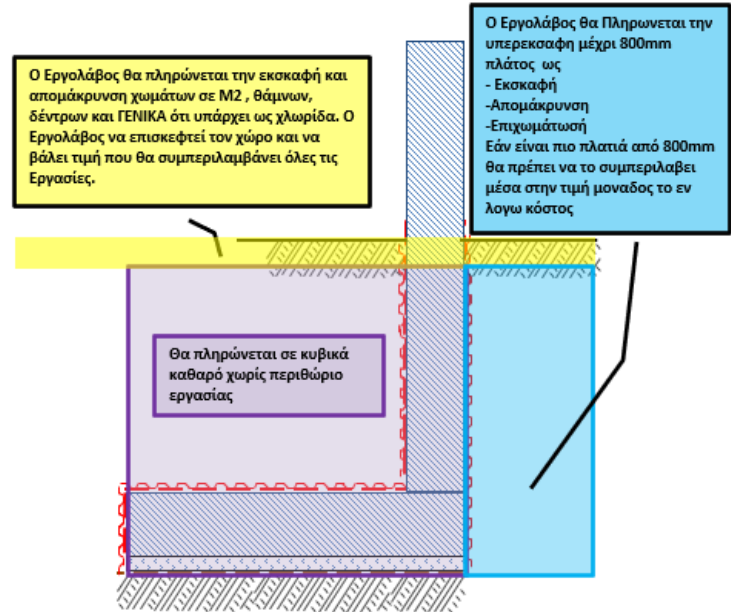 Ο Εργολάβος θα πληρώνεται την εκσκαφή και
απομάκρυνση χωμάτων σε Μ2 , θάμνων,
δέντρων και ΓΕΝΙΚΑ ότι υπάρχει ως χλωρίδα. Ο
Εργολάβος να επισκεφτεί τον χώρο και να
βάλει τιμή που θα συμπεριλαμβάνει όλες τις
Εργασίες.
Ο Εργολάβος θα Πληρωνεται την
υπερεκσαφη μέχρι 800mm
πλάτος ως
- Εκσκαφή
-Απομάκρυνση
-Επιχωμάτωσή
Εάν είναι πιο πλατιά από 800mm
θα πρέπει να το συμπεριλαβει
μέσα στην τιμή μοναδος το εν
λογω κόστος
Θα πληρώνεται σε κυβικά
καθαρό χωρίς περιθώριο
εργασίας